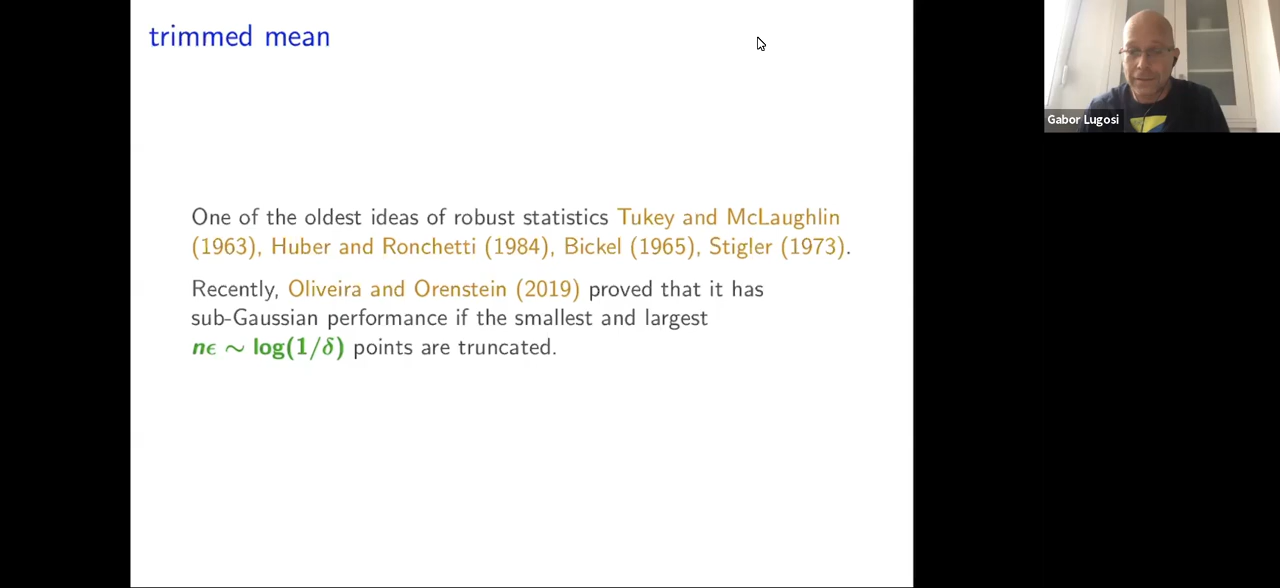 trimmed mean
One of the oldest ideas of robust statistics Tukey and McLaughlin
(1963), Huber and Ronchetti (1984), Bickel (1965), Stigler (1973).
Recently, Oliveira and Orenstein (2019) proved that it has
sub-Gaussian performance if the smallest and largest
nϵ ∼ log(1/δ) points are truncated.
Gabor Lugosi